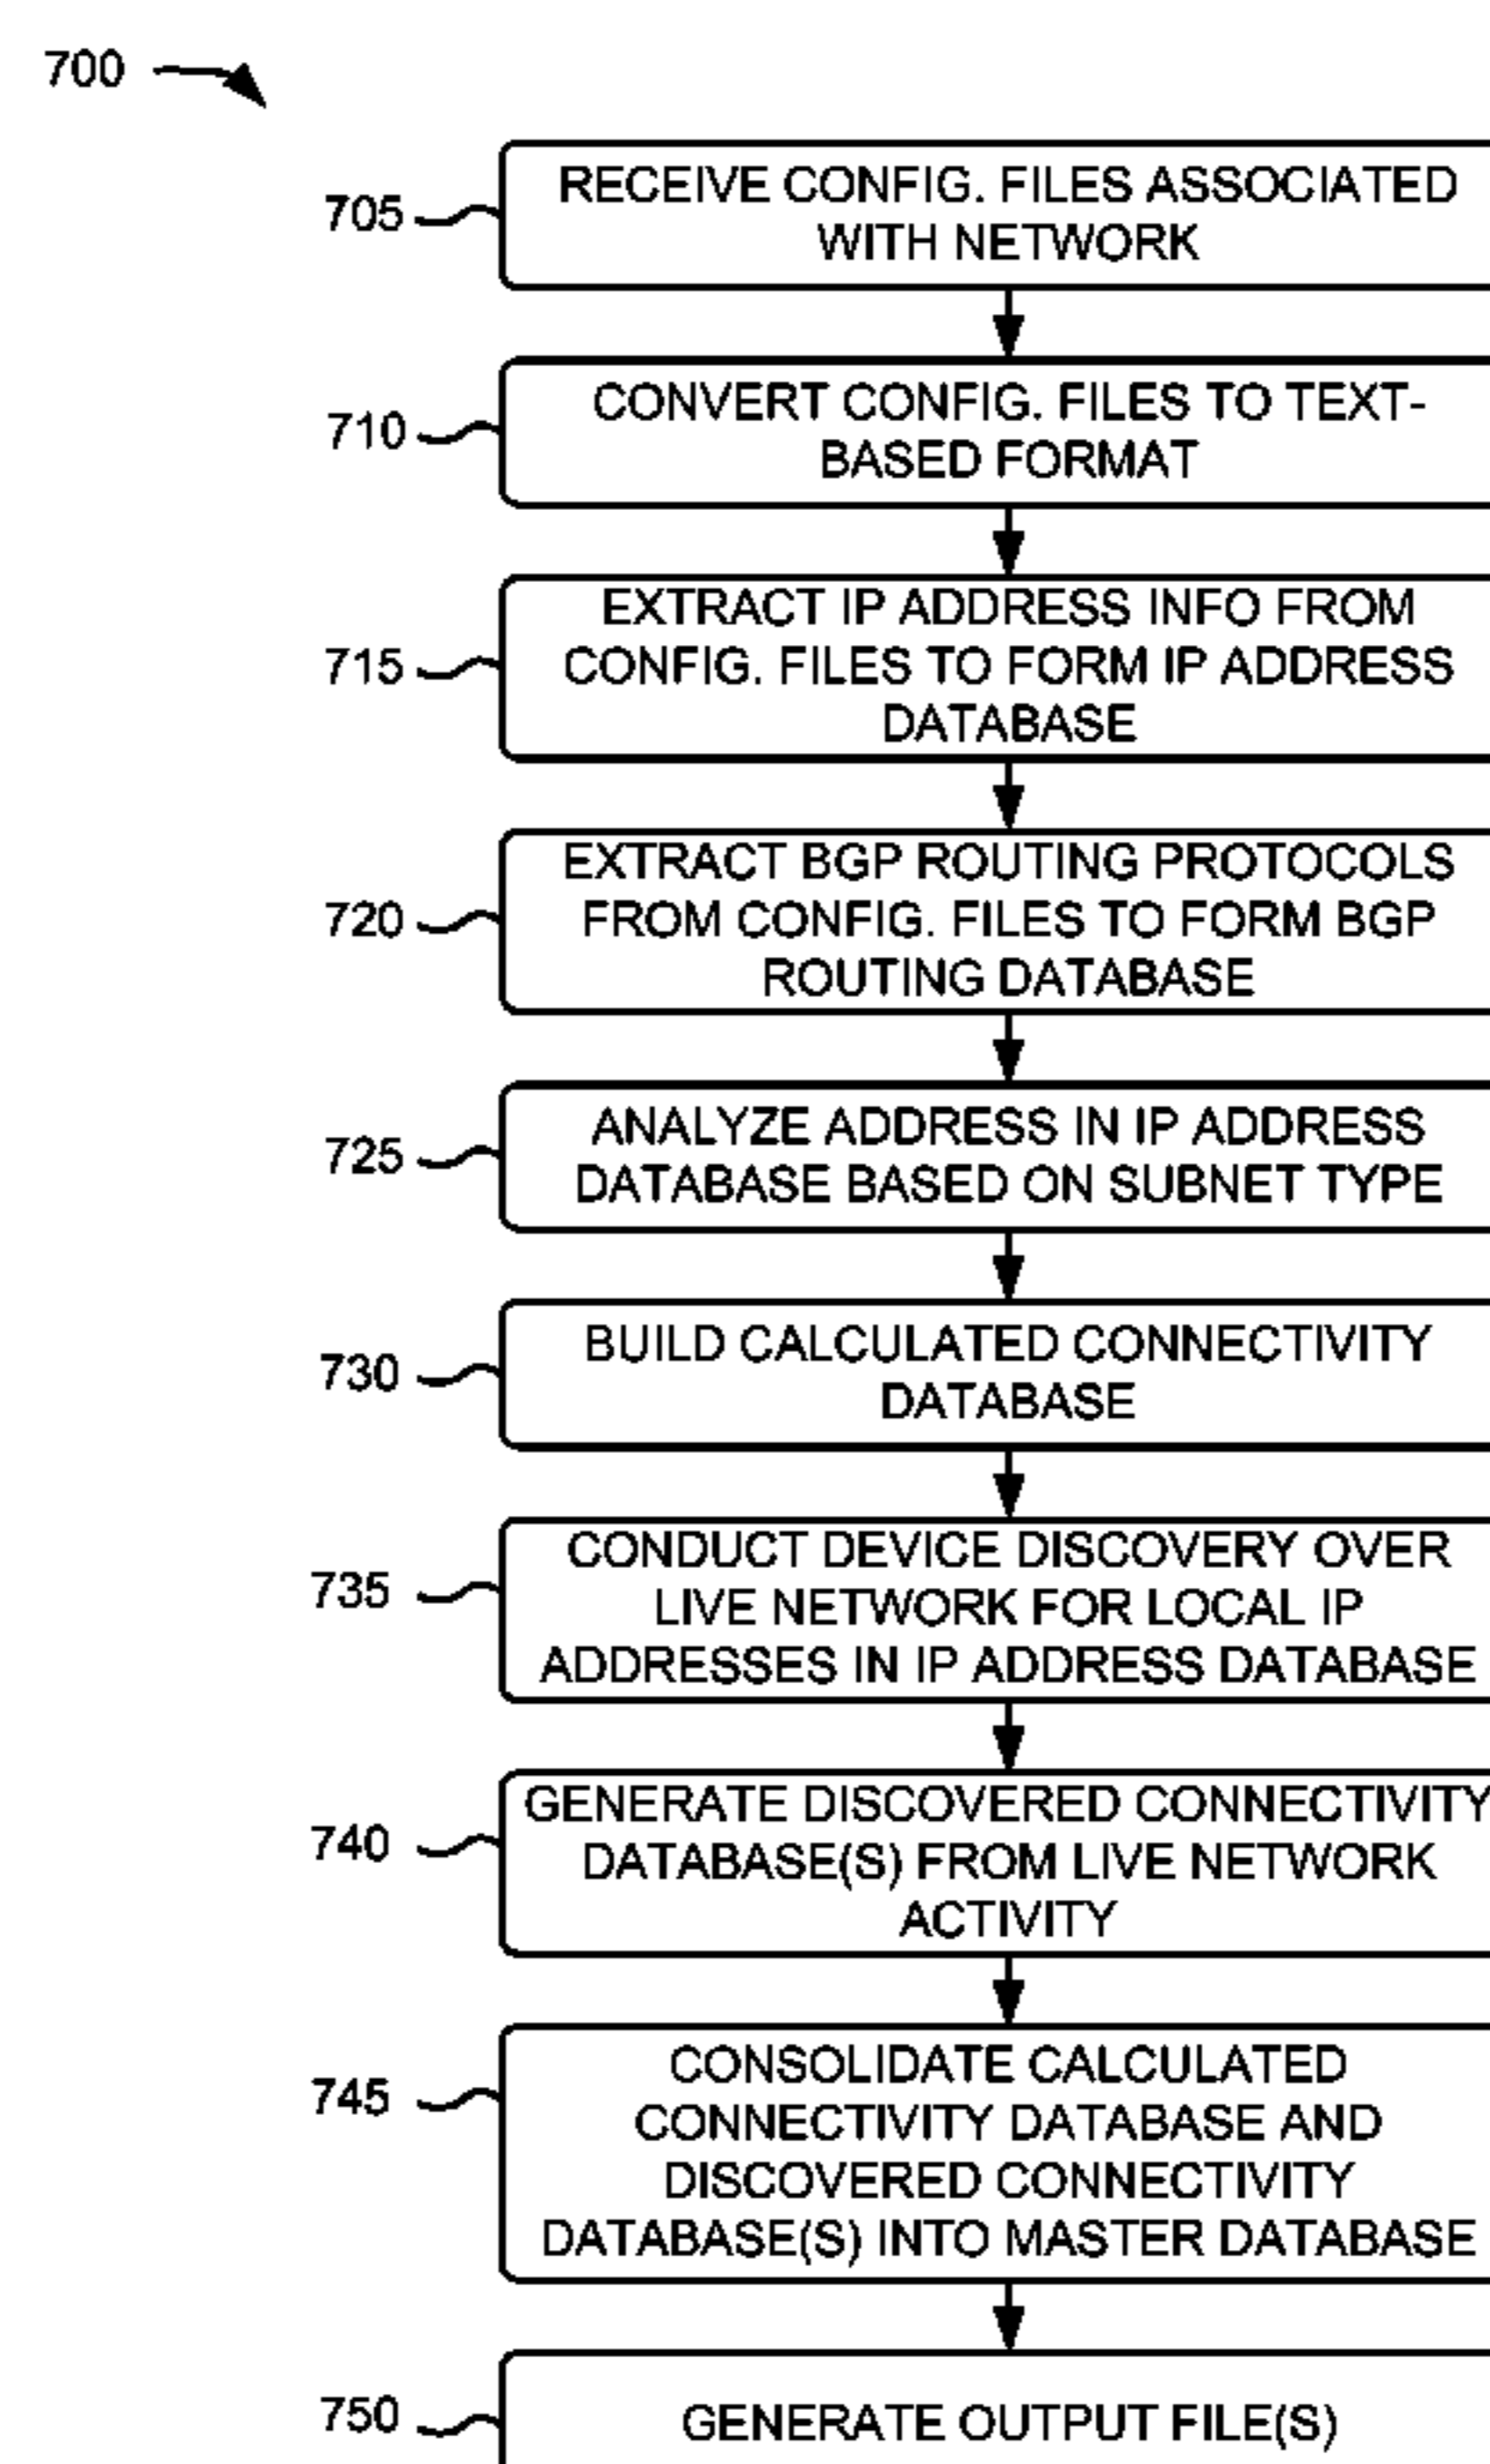 700
705
RECEIVE CONFIG. FILES ASSOCIATED
WITH NETWORK
710
CONVERT CONFIG. FILES TO TEXT-
BASED FORMAT
715
EXTRACT IP ADDRESS INFO FROM
CONFIG. FILES TO FORM IP ADDRESS
DATABASE
720
EXTRACT BGP ROUTING PROTOCOLS
FROM CONFIG. FILES TO FORM BGP
ROUTING DATABASE
725
ANALYZE ADDRESS IN IP ADDRESS
DATABASE BASED ON SUBNET TYPE
730
BUILD CALCULATED CONNECTIVITY
DATABASE
735
CONDUCT DEVICE DISCOVERY OVER
LIVE NETWORK FOR LOCAL IP
ADDRESSES IN IP ADDRESS DATABASE
740
GENERATE DISCOVERED CONNECTIVITY
DATABASE(S) FROM LIVE NETWORK
ACTIVITY
745
CONSOLIDATE CALCULATED
CONNECTIVITY DATABASE AND
DISCOVERED CONNECTIVITY
DATABASE(S) INTO MASTER DATABASE
750
GENERATE OUTPUT FILE(S)